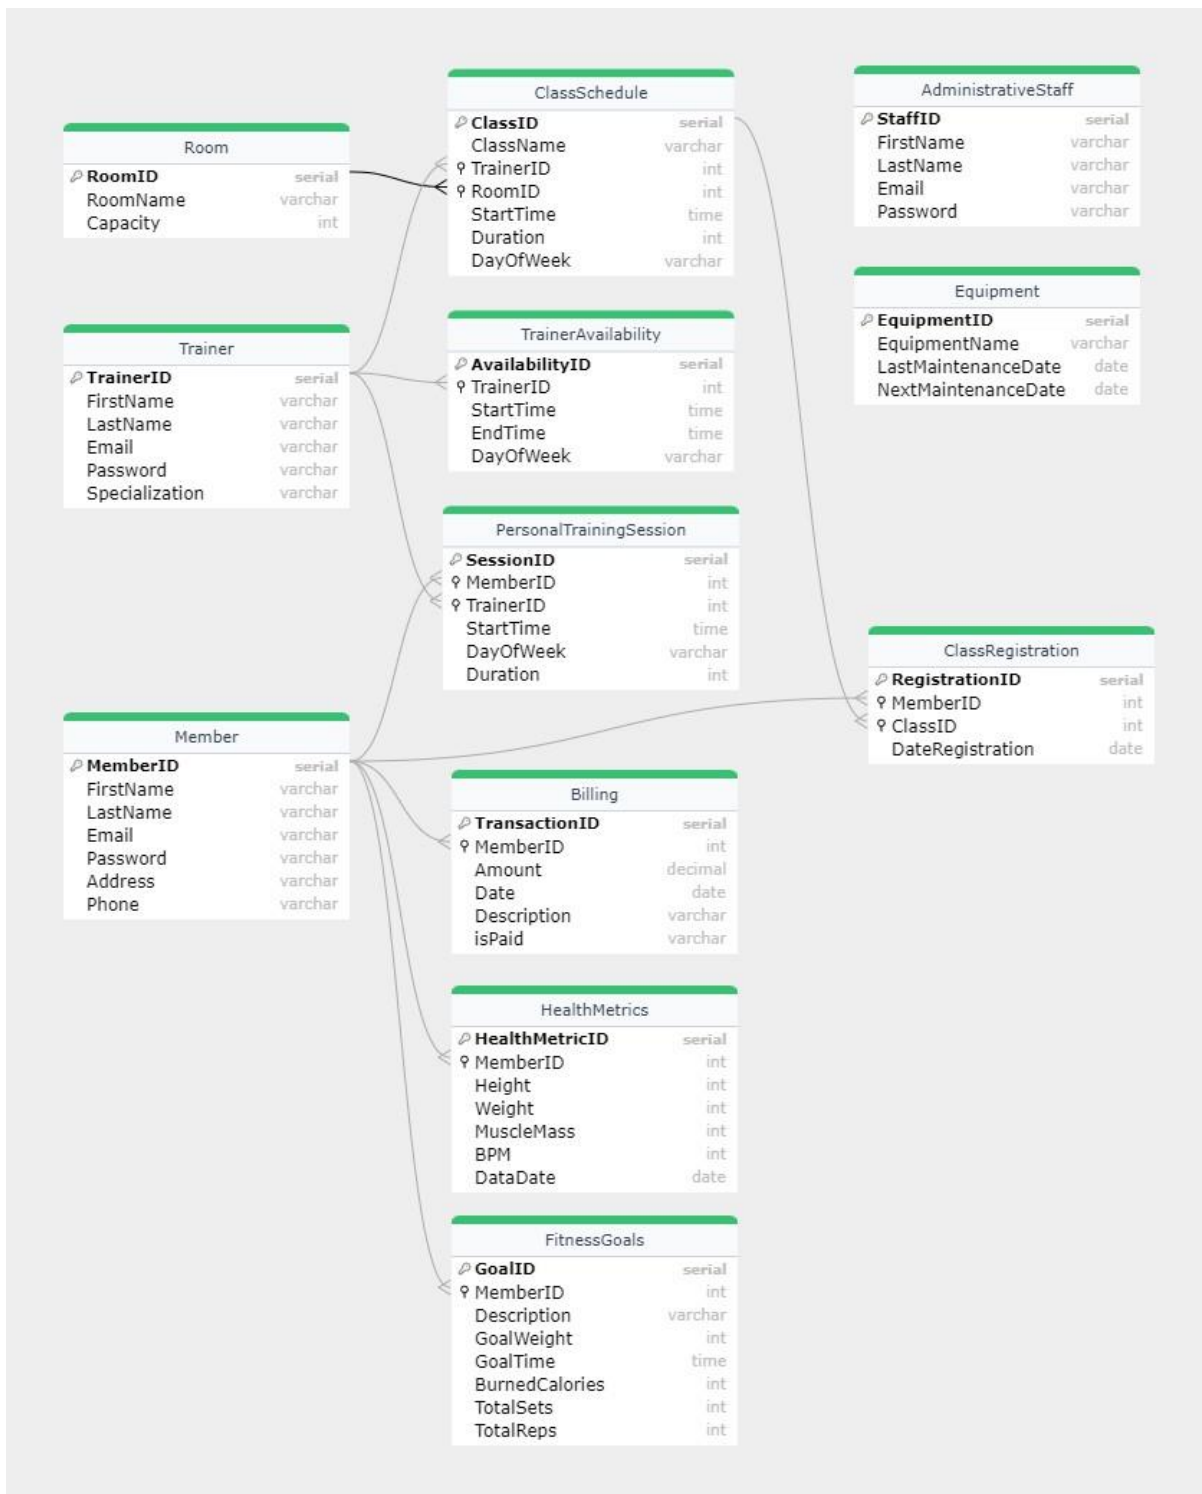 Room
RoomID serial
RoomName varchar
Capacity int
Trainer
TrainerID serial
FirstName varchar
LastName varchar
Email varchar
Password varchar
Specialization varchar
Member
MemberID serial
FirstName varchar
LastName varchar
Email varchar
Password varchar
Address varchar
Phone varchar
ClassSchedule
ClassID serial
ClassName varchar
TrainerID int
RoomID int
StartTime time
Duration int
DayOfWeek varchar
TrainerAvailability
AvailabilityID serial
TrainerID int
StartTime time
EndTime time
DayOfWeek varchar
PersonalTrainingSession
SessionID serial
MemberID int
TrainerID int
StartTime time
DayOfWeek varchar
Duration int
Billing
TransactionID serial
MemberID int
Amount decimal
Date date
Description varchar
isPaid varchar
HealthMetrics
HealthMetricID serial
MemberID int
Height int
Weight int
MuscleMass int
BPM int
DataDate date
FitnessGoals
GoalID serial
MemberID int
Description varchar
GoalWeight int
GoalTime time
BurnedCalories int
TotalSets int
TotalReps int
AdministrativeStaff
StaffID serial
FirstName varchar
LastName varchar
Email varchar
Password varchar
Equipment
EquipmentID serial
EquipmentName varchar
LastMaintenanceDate date
NextMaintenanceDate date
ClassRegistration
RegistrationID serial
MemberID int
ClassID int
DateRegistration date